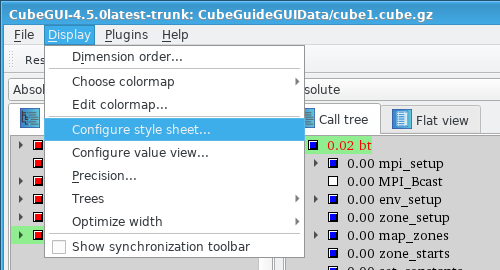 CubeGUI-4.5.0latest-trunk: CubeGuideGUIData/cube1.cube.gz
File Display Plugins Help
Dimension order...
Choose colormap
Edit colormap...
Configure style sheet...
Configure value view...
Precision...
Trees
Optimize width
Show synchronization toolbar
Call tree
Flat view
0.02 bt
0.00 mpi_setup
0.00 MPI_Bcast
0.00 env_setup
0.00 zone_setup
0.00 map_zones
0.00 zone_starts